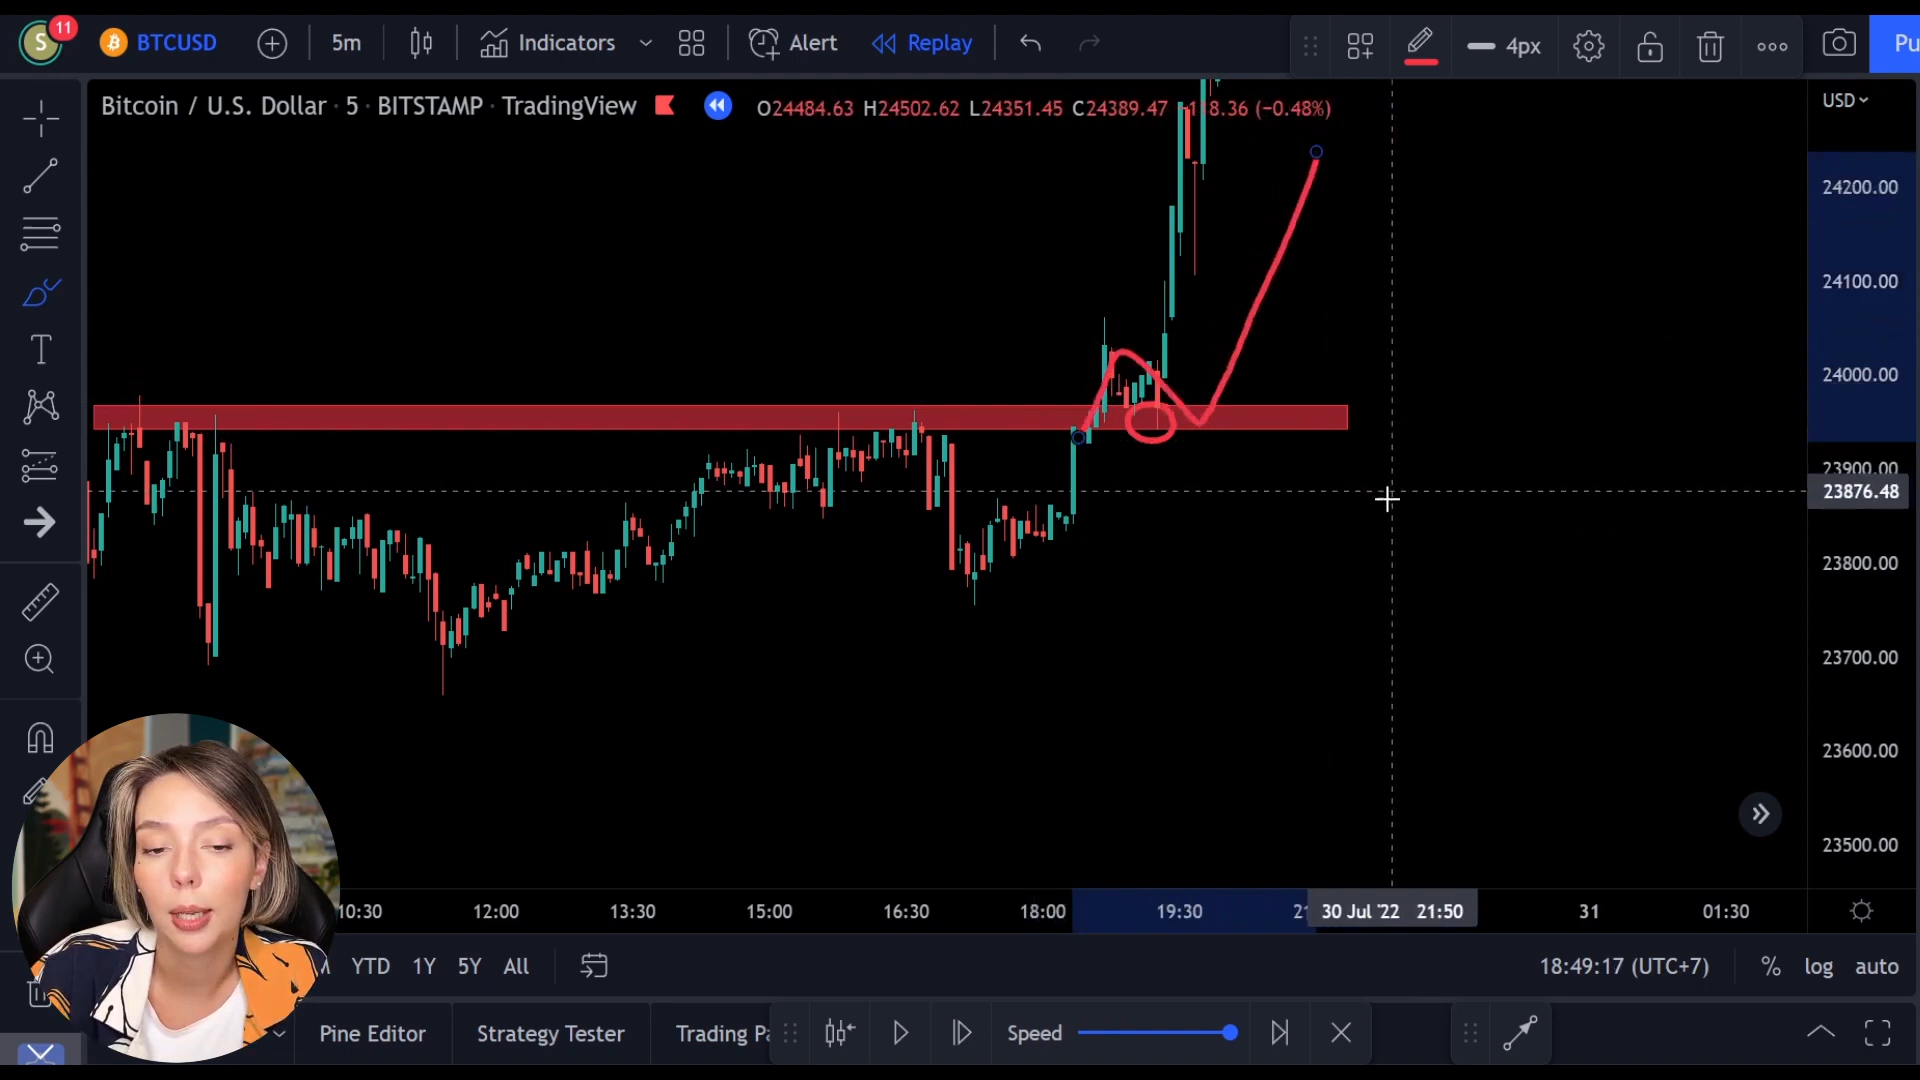 S 11 BTCUSD 5m Indicators Alert Replay 4px Pu
Bitcoin / U.S. Dollar · 5 · BITSTAMP · TradingView O24484.63 H24502.62 L24351.45 C24389.47 −118.36 (−0.48%)
USD
24200.00
24100.00
24000.00
23900.00
23876.48
23800.00
23700.00
23600.00
23500.00
10:30 12:00 13:30 15:00 16:30 18:00 19:30 21 30 Jul '22 21:50 31 01:30
YTD 1Y 5Y All 18:49:17 (UTC+7) % log auto
Pine Editor Strategy Tester Trading Pa Speed